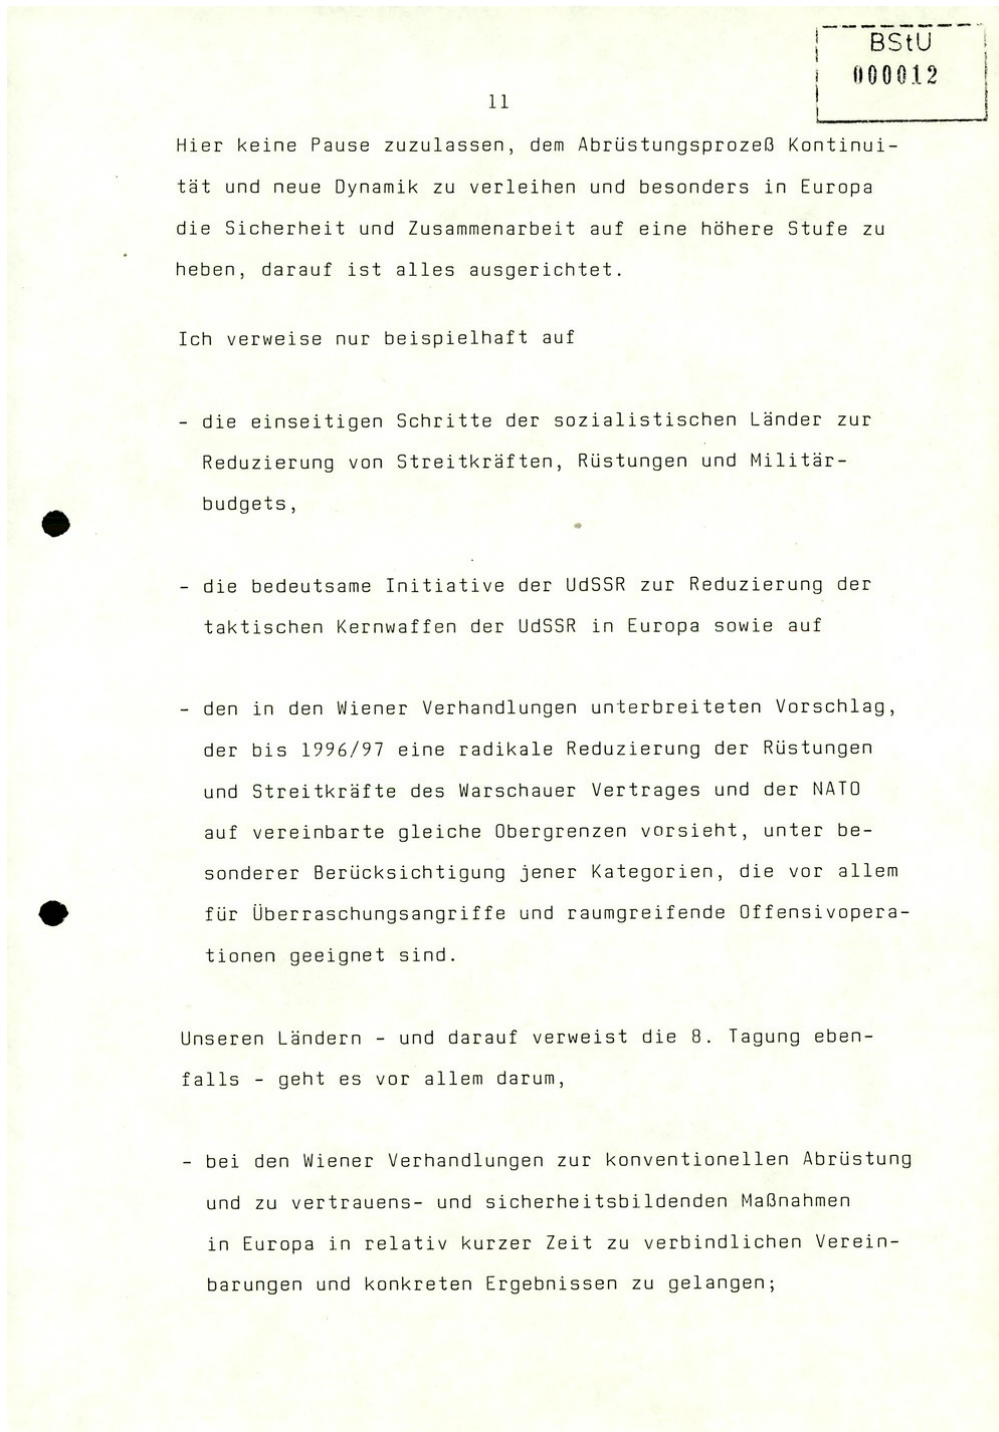 BStU
000012
11
Hier keine Pause zuzulassen, dem Abrüstungsprozeß Kontinui-
tät und neue Dynamik zu verleihen und besonders in Europa
die Sicherheit und Zusammenarbeit auf eine höhere Stufe zu
heben, darauf ist alles ausgerichtet.
Ich verweise nur beispielhaft auf
- die einseitigen Schritte der sozialistischen Länder zur
Reduzierung von Streitkräften, Rüstungen und Militär-
budgets,
- die bedeutsame Initiative der UdSSR zur Reduzierung der
taktischen Kernwaffen der UdSSR in Europa sowie auf
- den in den Wiener Verhandlungen unterbreiteten Vorschlag,
der bis 1996/97 eine radikale Reduzierung der Rüstungen
und Streitkräfte des Warschauer Vertrages und der NATO
auf vereinbarte gleiche Obergrenzen vorsieht, unter be-
sonderer Berücksichtigung jener Kategorien, die vor allem
für Überraschungsangriffe und raumgreifende Offensivopera-
tionen geeignet sind.
Unseren Ländern - und darauf verweist die 8. Tagung eben-
falls - geht es vor allem darum,
- bei den Wiener Verhandlungen zur konventionellen Abrüstung
und zu vertrauens- und sicherheitsbildenden Maßnahmen
in Europa in relativ kurzer Zeit zu verbindlichen Verein-
barungen und konkreten Ergebnissen zu gelangen;